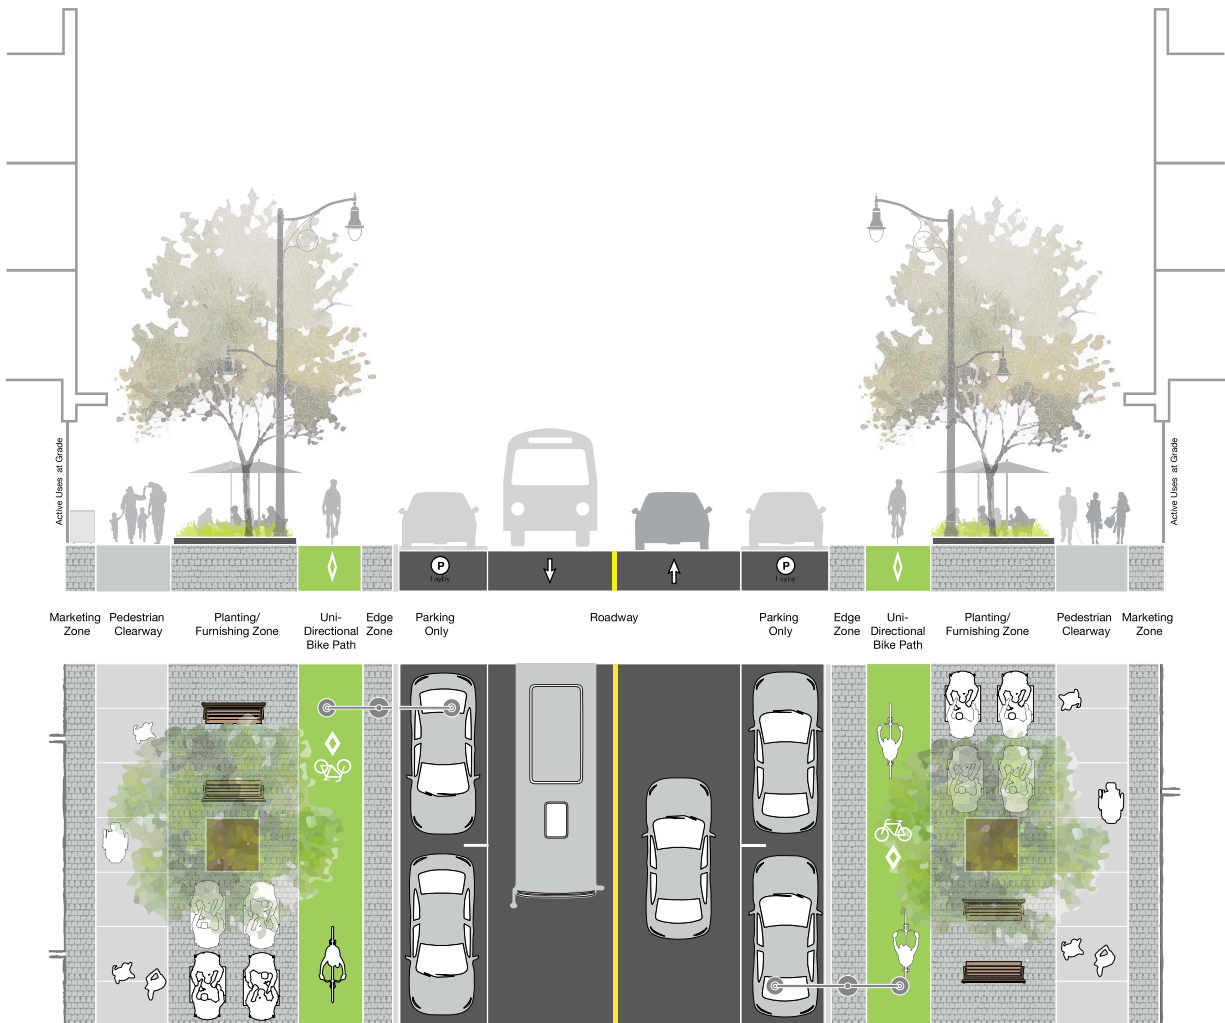 Active Uses at Grade
Active Uses at Grade
P
Layby
P
Layby
Marketing
Zone
Pedestrian
Clearway
Planting/
Furnishing Zone
Uni-
Directional
Bike Path
Edge
Zone
Parking
Only
Roadway
Parking
Only
Edge
Zone
Uni-
Directional
Bike Path
Planting/
Furnishing Zone
Pedestrian
Clearway
Marketing
Zone